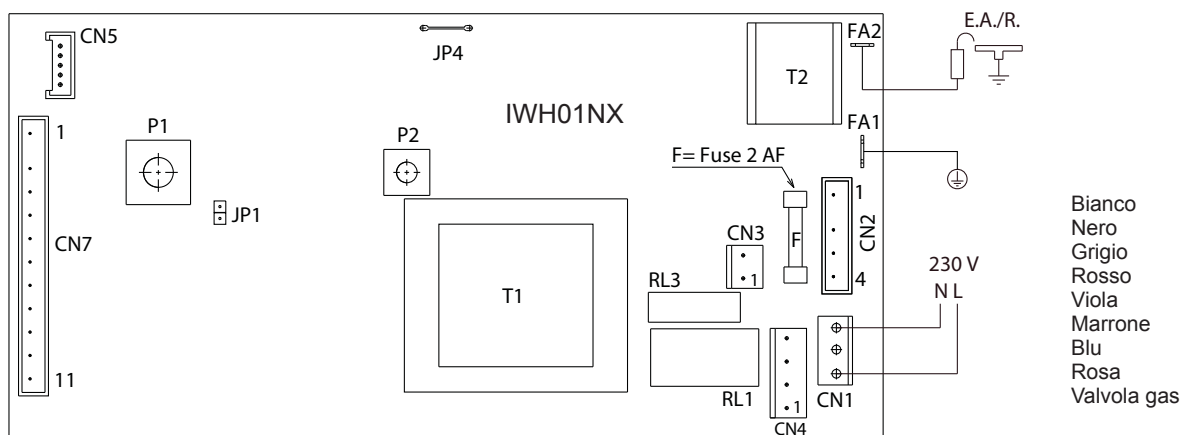 CN5
JP4
FA2
E.A./R.
T2
IWH01NX
1
P1
P2
FA1
F= Fuse 2 AF
JP1
CN7
1
CN2
F
CN3
1
4
RL3
T1
230 V
N L
11
RL1
1
CN4
CN1
Bianco
Nero
Grigio
Rosso
Viola
Marrone
Blu
Rosa
Valvola gas